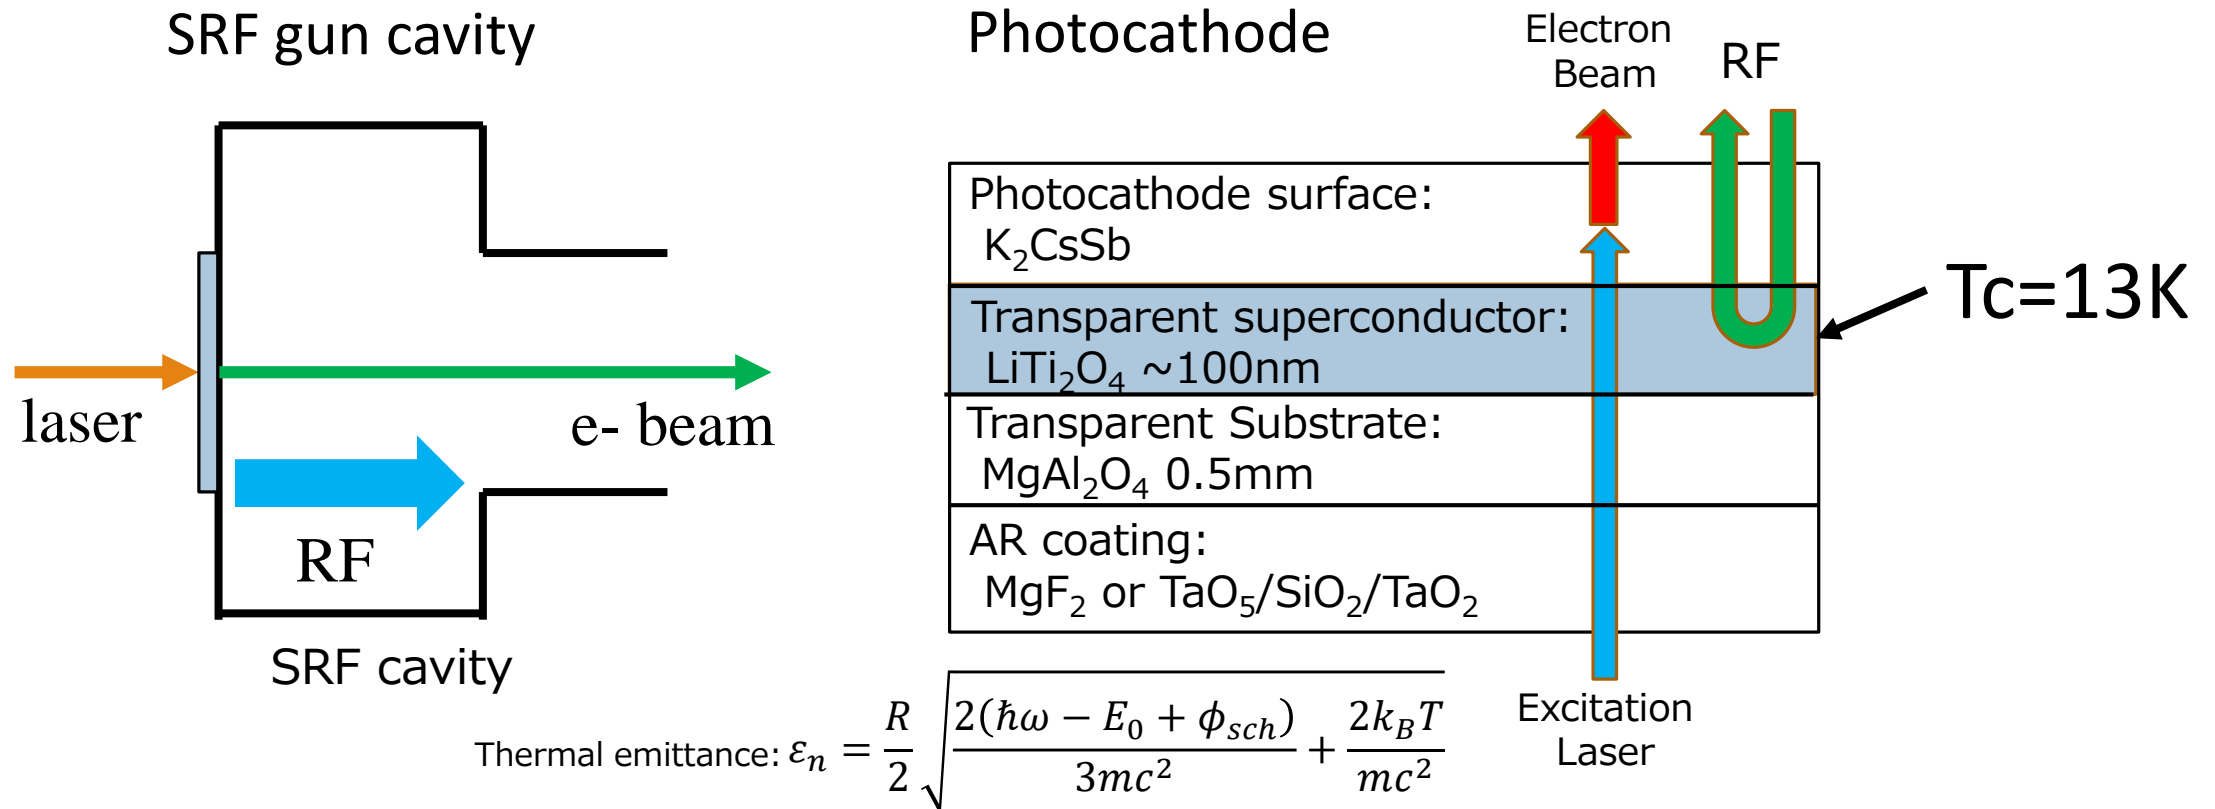 SRF gun cavity
laser
e- beam
RF
SRF cavity
Photocathode
Electron
Beam
RF
Photocathode surface:
K₂CsSb
Transparent superconductor:
LiTi₂O₄ ~100nm
Tc=13K
Transparent Substrate:
MgAl₂O₄ 0.5mm
AR coating:
MgF₂ or TaO₅/SiO₂/TaO₂
Excitation
Laser
Thermal emittance: εₙ = R/2 √(2(ħω − E₀ + ϕ_sch)/3mc² + 2k_BT/mc²)